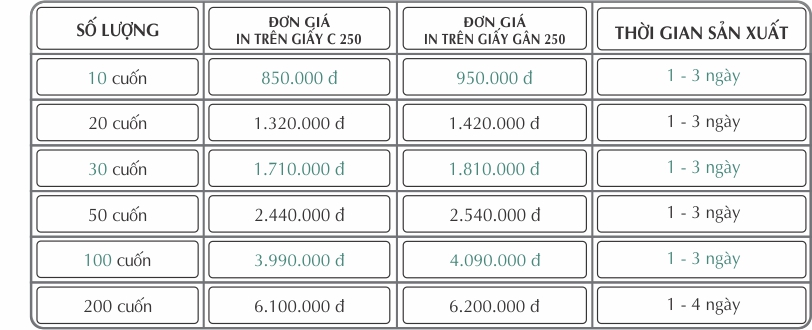 SỐ LƯỢNG
ĐƠN GIÁ
IN TRÊN GIẤY C 250
ĐƠN GIÁ
IN TRÊN GIẤY GÂN 250
THỜI GIAN SẢN XUẤT
10 cuốn 850.000 đ 950.000 đ 1 - 3 ngày
20 cuốn 1.320.000 đ 1.420.000 đ 1 - 3 ngày
30 cuốn 1.710.000 đ 1.810.000 đ 1 - 3 ngày
50 cuốn 2.440.000 đ 2.540.000 đ 1 - 3 ngày
100 cuốn 3.990.000 đ 4.090.000 đ 1 - 3 ngày
200 cuốn 6.100.000 đ 6.200.000 đ 1 - 4 ngày